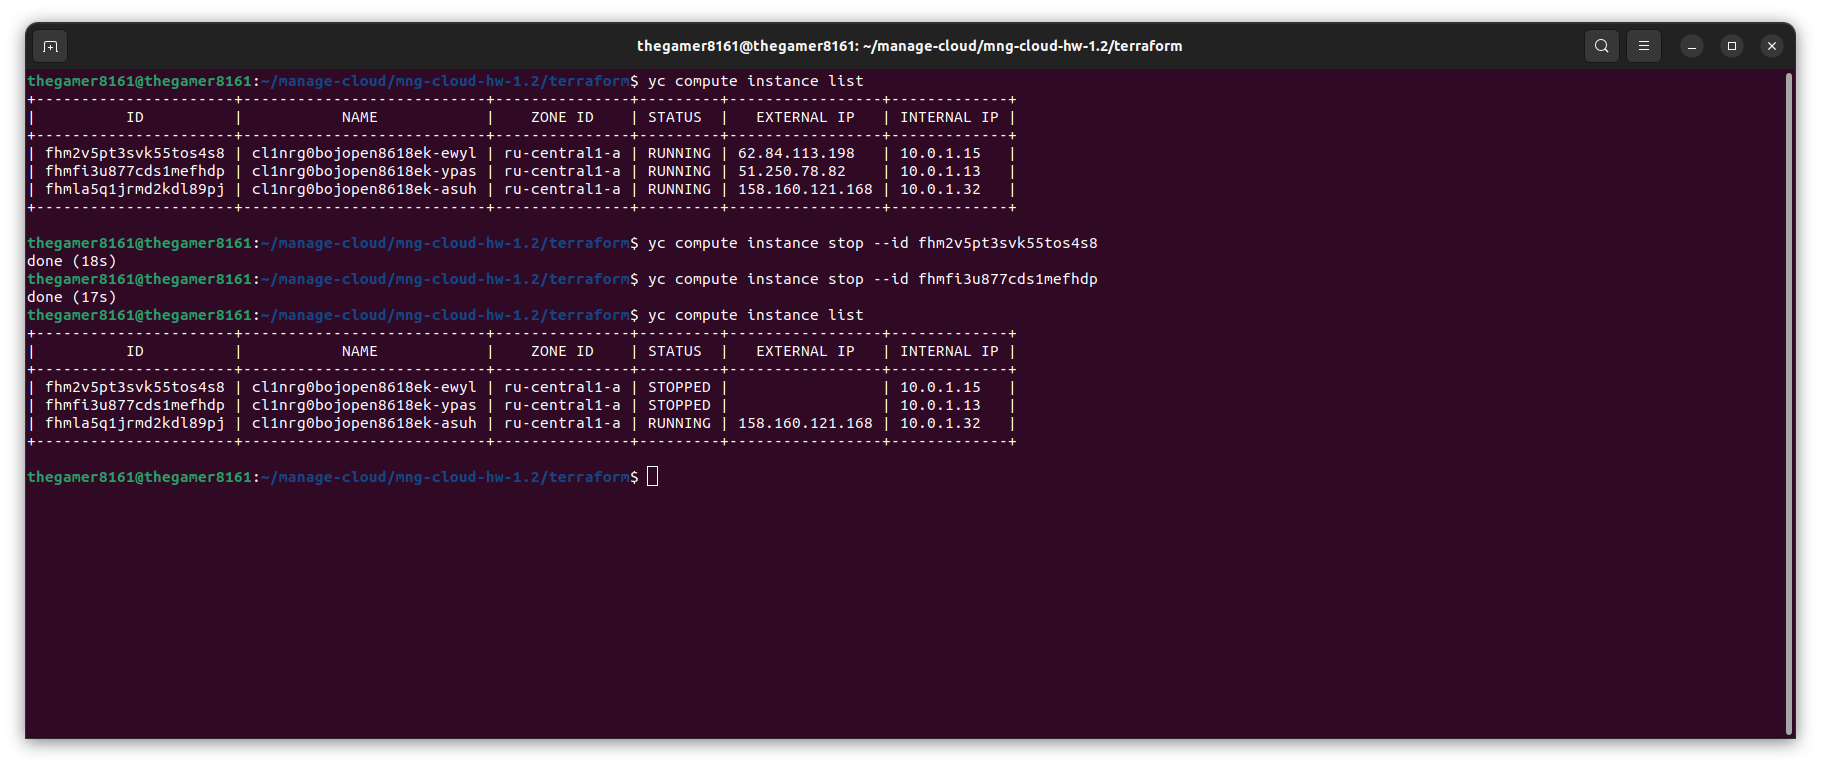 thegamer8161@thegamer8161: ~/manage-cloud/mng-cloud-hw-1.2/terraform
thegamer8161@thegamer8161:~/manage-cloud/mng-cloud-hw-1.2/terraform$ yc compute instance list
+----------------------+---------------------------+---------------+---------+-----------------+-------------+
|          ID          |           NAME            |    ZONE ID    | STATUS  |   EXTERNAL IP   | INTERNAL IP |
+----------------------+---------------------------+---------------+---------+-----------------+-------------+
| fhm2v5pt3svk55tos4s8 | cl1nrg0bojopen8618ek-ewyl | ru-central1-a | RUNNING | 62.84.113.198   | 10.0.1.15   |
| fhmfi3u877cds1mefhdp | cl1nrg0bojopen8618ek-ypas | ru-central1-a | RUNNING | 51.250.78.82    | 10.0.1.13   |
| fhmla5q1jrmd2kdl89pj | cl1nrg0bojopen8618ek-asuh | ru-central1-a | RUNNING | 158.160.121.168 | 10.0.1.32   |
+----------------------+---------------------------+---------------+---------+-----------------+-------------+
thegamer8161@thegamer8161:~/manage-cloud/mng-cloud-hw-1.2/terraform$ yc compute instance stop --id fhm2v5pt3svk55tos4s8
done (18s)
thegamer8161@thegamer8161:~/manage-cloud/mng-cloud-hw-1.2/terraform$ yc compute instance stop --id fhmfi3u877cds1mefhdp
done (17s)
thegamer8161@thegamer8161:~/manage-cloud/mng-cloud-hw-1.2/terraform$ yc compute instance list
+----------------------+---------------------------+---------------+---------+-----------------+-------------+
|          ID          |           NAME            |    ZONE ID    | STATUS  |   EXTERNAL IP   | INTERNAL IP |
+----------------------+---------------------------+---------------+---------+-----------------+-------------+
| fhm2v5pt3svk55tos4s8 | cl1nrg0bojopen8618ek-ewyl | ru-central1-a | STOPPED |                 | 10.0.1.15   |
| fhmfi3u877cds1mefhdp | cl1nrg0bojopen8618ek-ypas | ru-central1-a | STOPPED |                 | 10.0.1.13   |
| fhmla5q1jrmd2kdl89pj | cl1nrg0bojopen8618ek-asuh | ru-central1-a | RUNNING | 158.160.121.168 | 10.0.1.32   |
+----------------------+---------------------------+---------------+---------+-----------------+-------------+
thegamer8161@thegamer8161:~/manage-cloud/mng-cloud-hw-1.2/terraform$